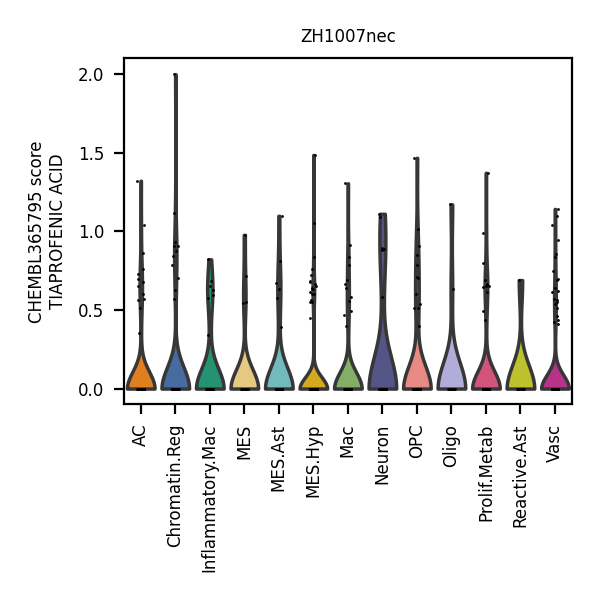 ZH1007nec
CHEMBL365795 score
TIAPROFENIC ACID
2.0
1.5
1.0
0.5
0.0
AC
Chromatin.Reg
Inflammatory.Mac
MES
MES.Ast
MES.Hyp
Mac
Neuron
OPC
Oligo
Prolif.Metab
Reactive.Ast
Vasc